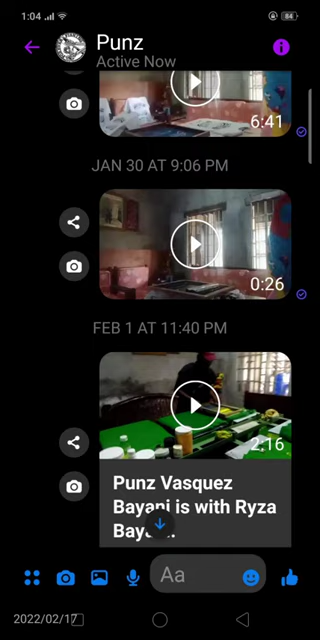 1:04
84
Punz
Active Now
6:41
JAN 30 AT 9:06 PM
0:26
FEB 1 AT 11:40 PM
2:16
Punz Vasquez
Bayani is with Ryza
Aa
2022/02/17